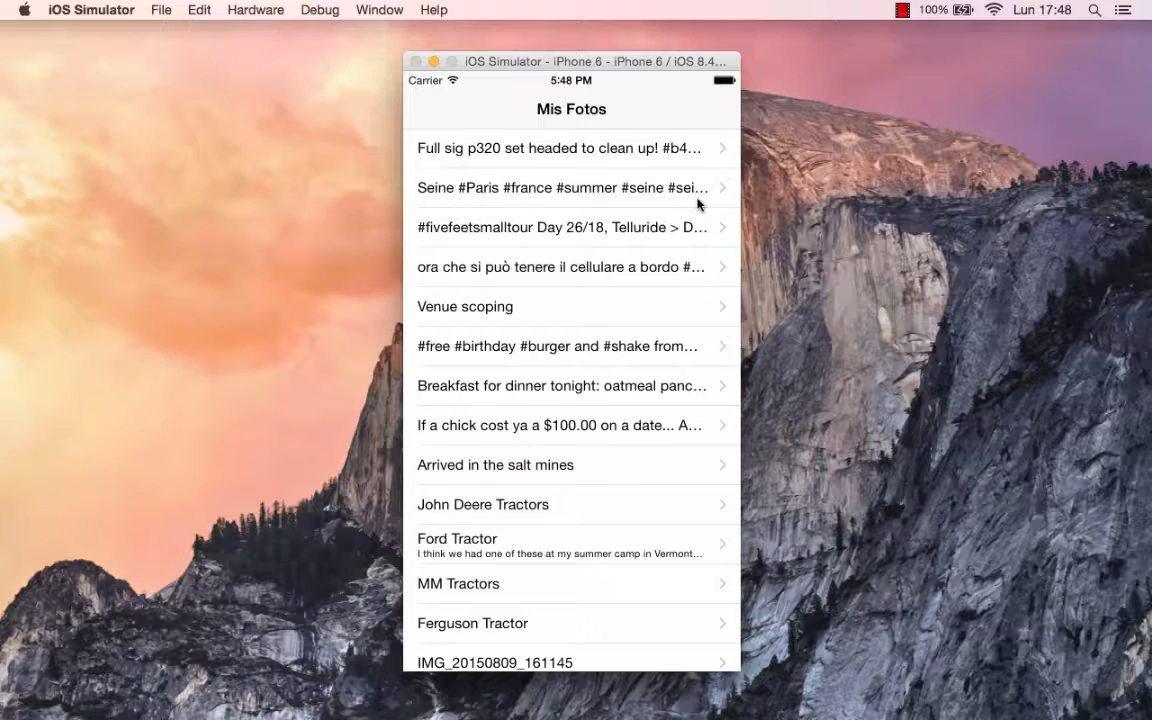 iOS Simulator File Edit Hardware Debug Window Help 100% Lun 17:48
iOS Simulator - iPhone 6 - iPhone 6 / iOS 8.4...
Carrier 5:48 PM
Mis Fotos
Full sig p320 set headed to clean up! #b4...
Seine #Paris #france #summer #seine #sei...
#fivefeetsmalltour Day 26/18, Telluride > D...
ora che si può tenere il cellulare a bordo #...
Venue scoping
#free #birthday #burger and #shake from...
Breakfast for dinner tonight: oatmeal panc...
If a chick cost ya a $100.00 on a date... A...
Arrived in the salt mines
John Deere Tractors
Ford Tractor
I think we had one of these at my summer camp in Vermont...
MM Tractors
Ferguson Tractor
IMG_20150809_161145